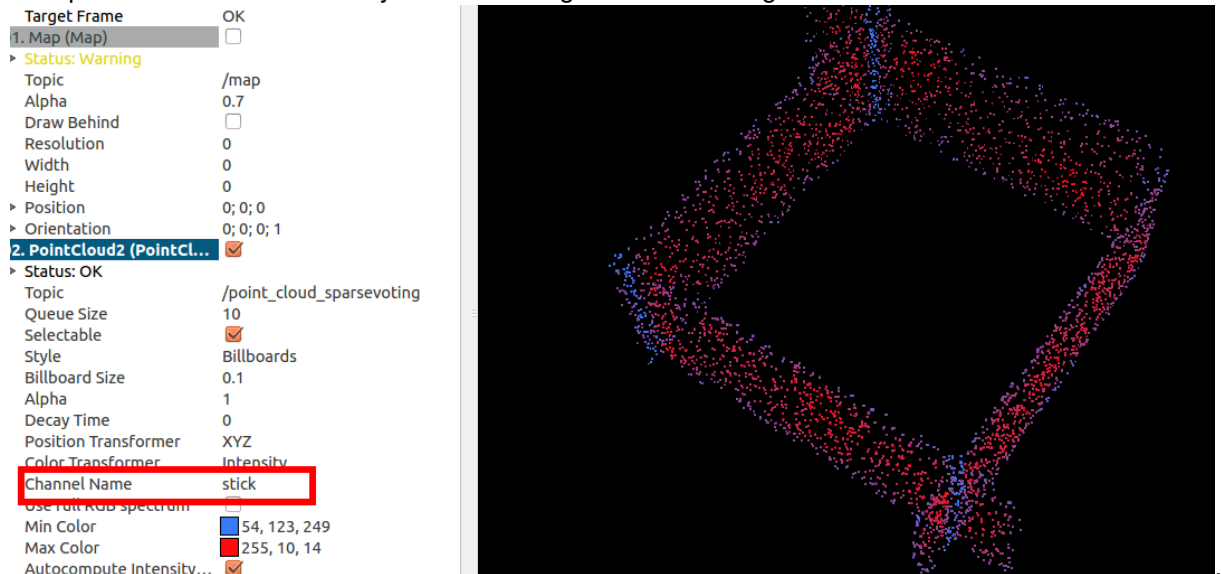 Target Frame OK
1. Map (Map)
Status: Warning
Topic /map
Alpha 0.7
Draw Behind
Resolution 0
Width 0
Height 0
Position 0; 0; 0
Orientation 0; 0; 0; 1
2. PointCloud2 (PointCl...
Status: OK
Topic /point_cloud_sparsevoting
Queue Size 10
Selectable
Style Billboards
Billboard Size 0.1
Alpha 1
Decay Time 0
Position Transformer XYZ
Color Transformer Intensity
Channel Name stick
Use full RGB spectrum
Min Color 54, 123, 249
Max Color 255, 10, 14
Autocompute Intensity...